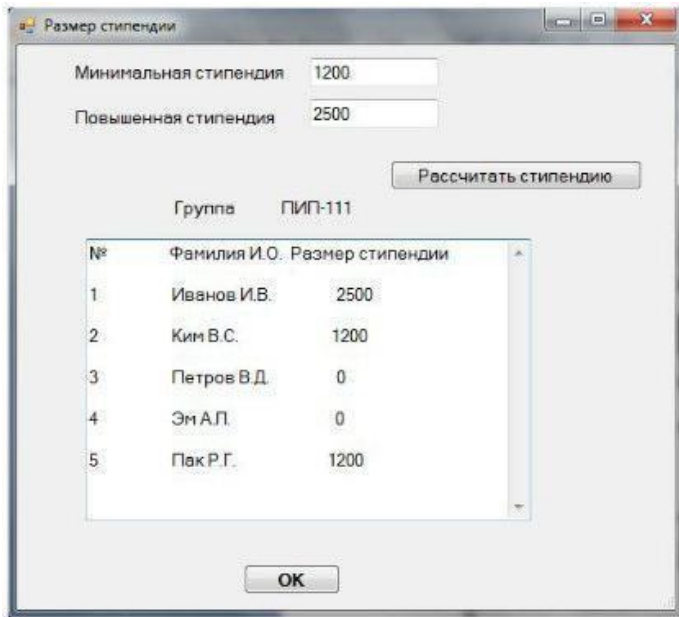 Размер стипендии
Минимальная стипендия 1200
Повышенная стипендия 2500
Рассчитать стипендию
Группа ПИП-111
№ Фамилия И.О. Размер стипендии
1 Иванов И.В. 2500
2 Ким В.С. 1200
3 Петров В.Д. 0
4 Эм А.П. 0
5 Пак Р.Г. 1200
OK